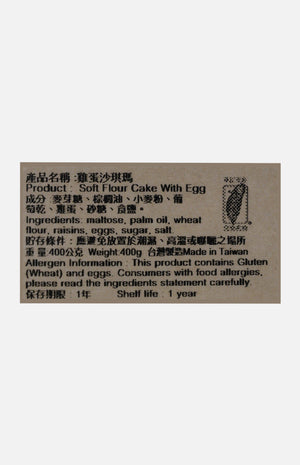 產品名稱:雞蛋沙琪瑪
Product : Soft Flour Cake With Egg
成分:麥芽糖、棕櫚油、小麥粉、葡
萄乾、雞蛋、砂糖、食鹽。
Ingredients: maltose, palm oil, wheat
flour, raisins, eggs, sugar, salt.
貯存條件:應避免放置於潮濕、高溫或曝曬之場所
重量:400公克 Weight:400g 台灣製造Made in Taiwan
Allergen Information : This product contains Gluten
(Wheat) and eggs. Consumers with food allergies,
please read the ingredients statement carefully.
保存期限:1年 Shelf life : 1 year